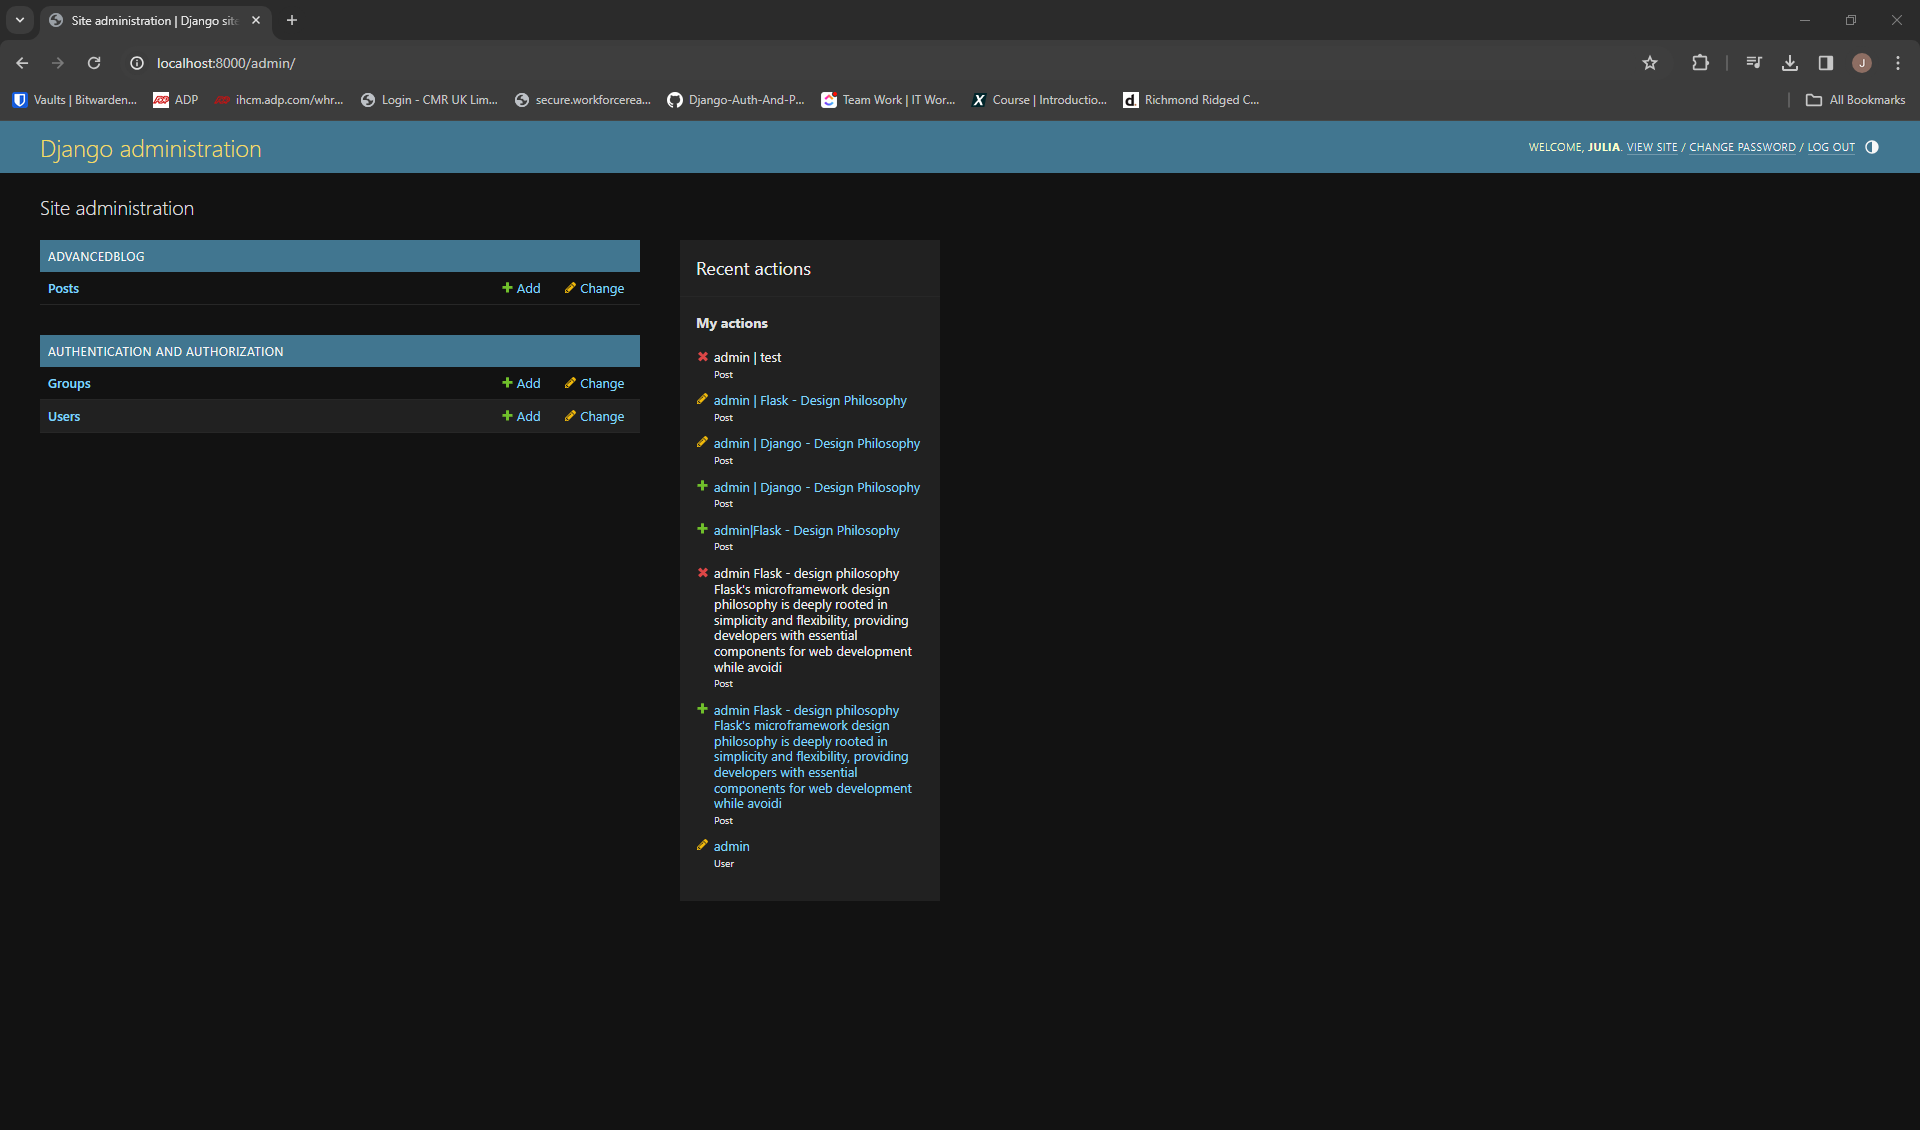 Site administration | Django site
localhost:8000/admin/
Vaults | Bitwarden...
ADP
ihcm.adp.com/whr...
Login - CMR UK Lim...
secure.workforcerea...
Django-Auth-And-P...
Team Work | IT Wor...
Course | Introductio...
Richmond Ridged C...
All Bookmarks
Django administration
WELCOME, JULIA. VIEW SITE / CHANGE PASSWORD / LOG OUT
Site administration
ADVANCEDBLOG
Posts
Add
Change
AUTHENTICATION AND AUTHORIZATION
Groups
Add
Change
Users
Add
Change
Recent actions
My actions
admin | test
Post
admin | Flask - Design Philosophy
Post
admin | Django - Design Philosophy
Post
admin | Django - Design Philosophy
Post
admin|Flask - Design Philosophy
Post
admin Flask - design philosophy
Flask's microframework design
philosophy is deeply rooted in
simplicity and flexibility, providing
developers with essential
components for web development
while avoidi
Post
admin Flask - design philosophy
Flask's microframework design
philosophy is deeply rooted in
simplicity and flexibility, providing
developers with essential
components for web development
while avoidi
Post
admin
User